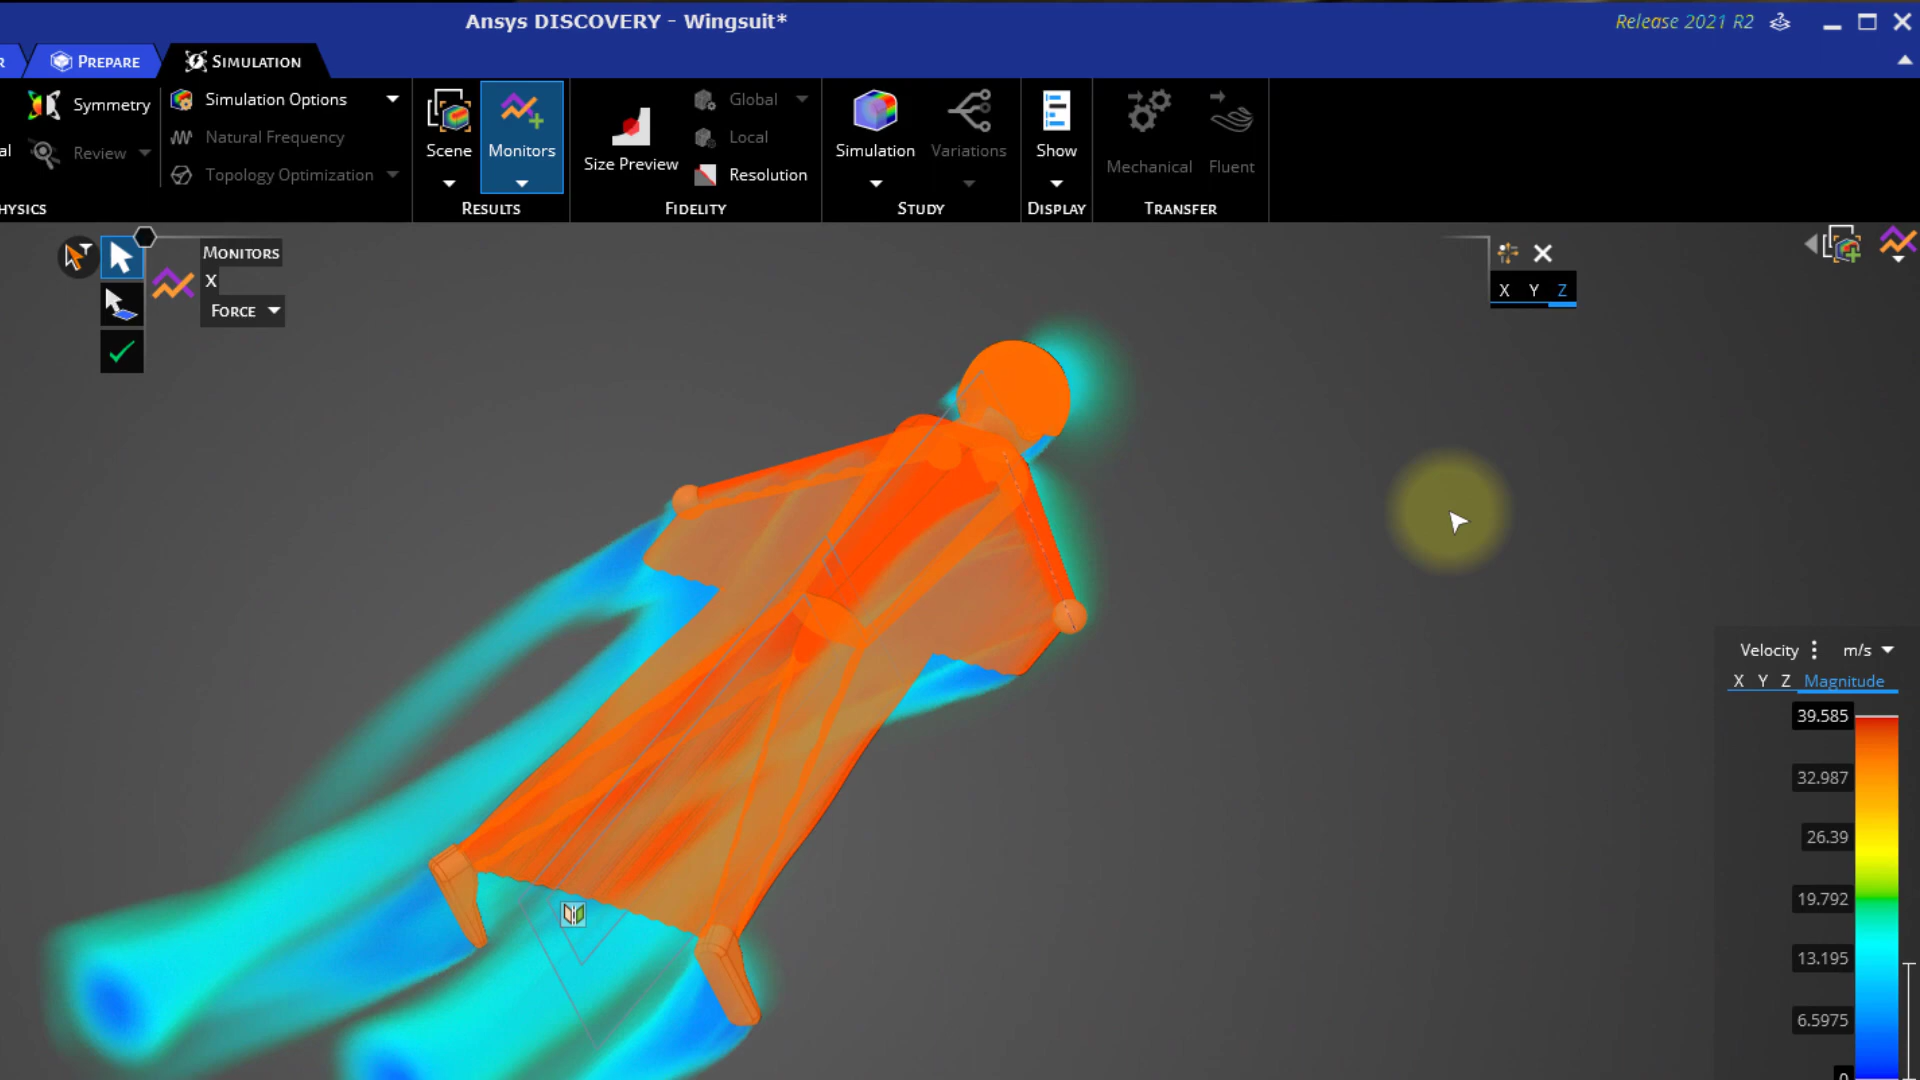 Ansys DISCOVERY - Wingsuit*
Release 2021 R2
R
PREPARE
SIMULATION
al
Symmetry
Review
Simulation Options
Natural Frequency
Topology Optimization
Scene
Monitors
Size Preview
Global
Local
Resolution
Simulation
Variations
Show
Mechanical
Fluent
HYSICS
RESULTS
FIDELITY
STUDY
DISPLAY
TRANSFER
MONITORS
X
FORCE
X Y Z
Velocity m/s
X Y Z Magnitude
39.585
32.987
26.39
19.792
13.195
6.5975
0